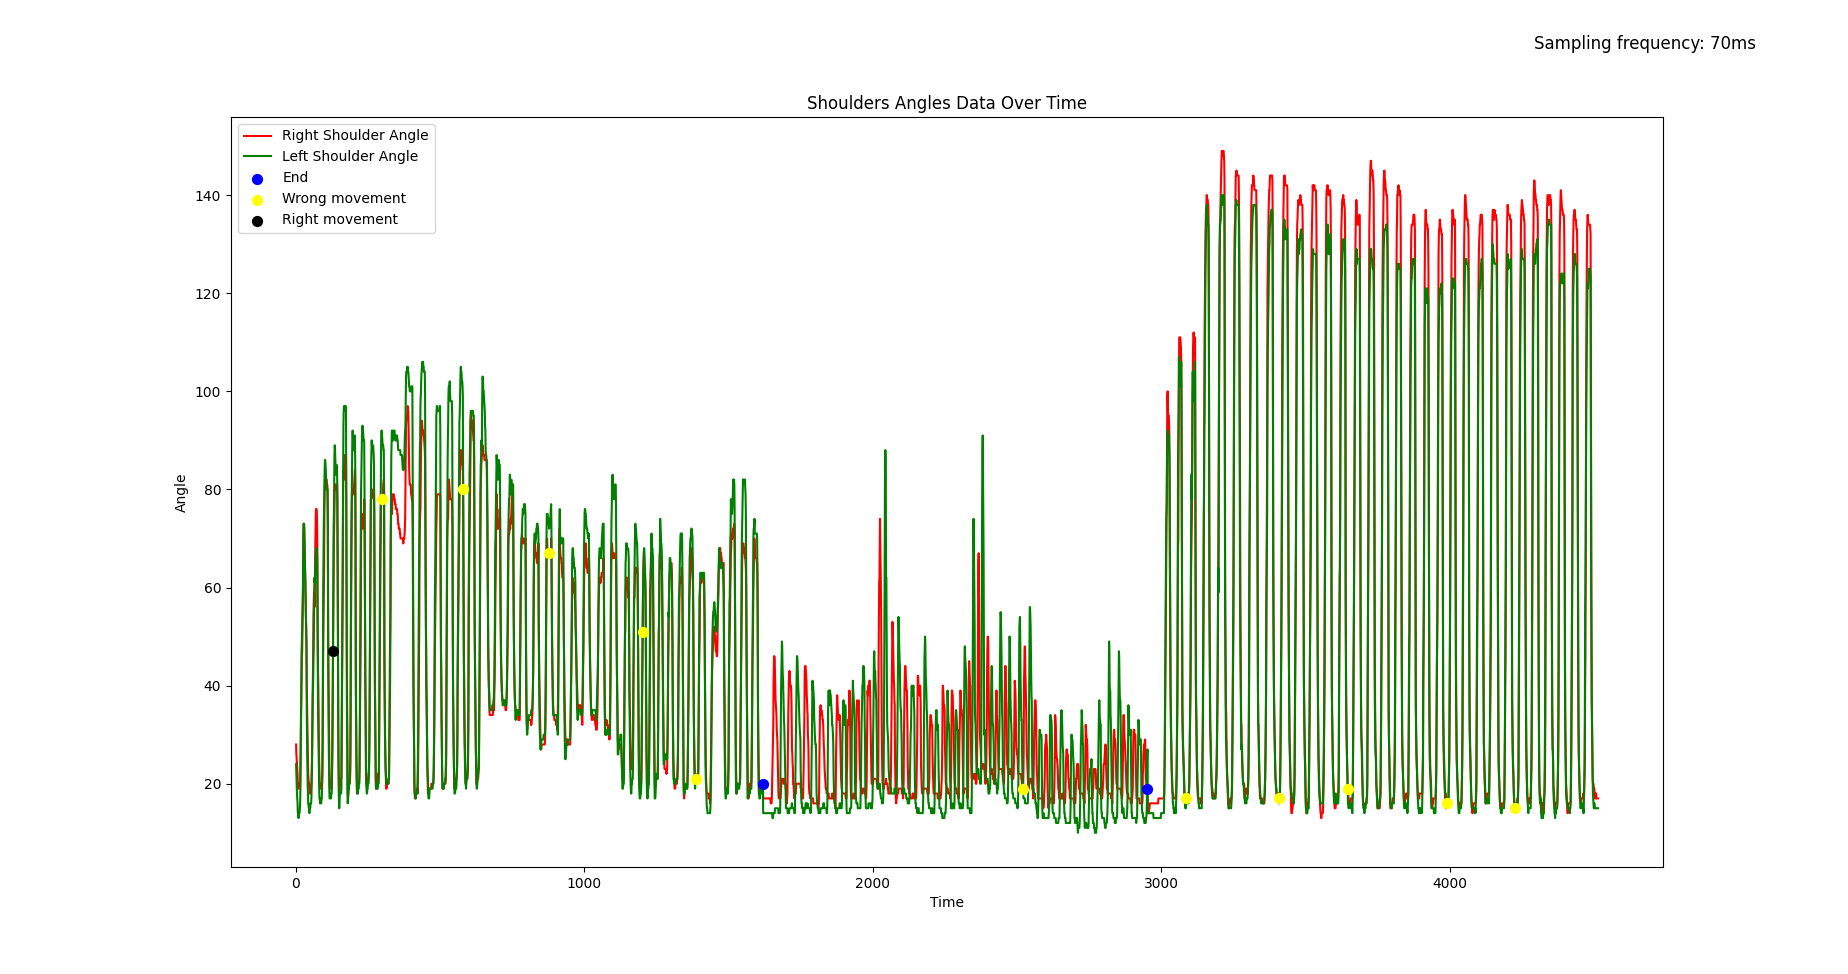 Sampling frequency: 70ms
Shoulders Angles Data Over Time
Right Shoulder Angle
Left Shoulder Angle
End
Wrong movement
Right movement
140
120
100
80
60
40
20
Angle
0
1000
2000
3000
4000
Time